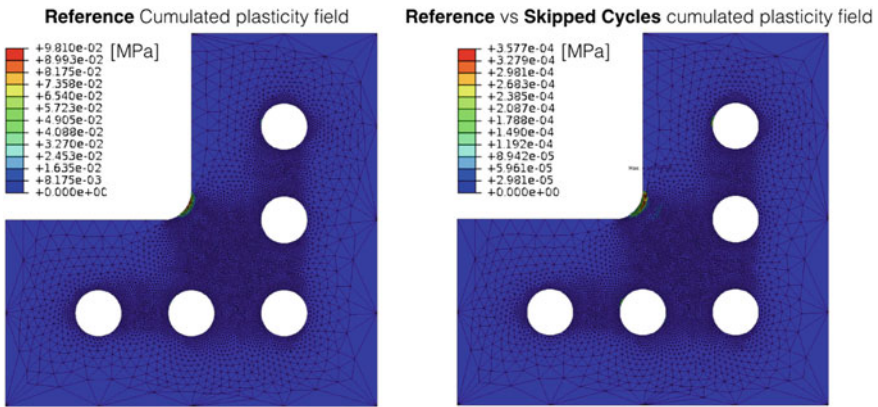 Reference Cumulated plasticity field
+9.810e-02
+8.993e-02
+8.175e-02
+7.358e-02
+6.540e-02
+5.723e-02
+4.905e-02
+4.088e-02
+3.270e-02
+2.453e-02
+1.635e-02
+8.175e-03
+0.000e+00
[MPa]
Reference vs Skipped Cycles cumulated plasticity field
+3.577e-04
+3.279e-04
+2.981e-04
+2.683e-04
+2.385e-04
+2.087e-04
+1.788e-04
+1.490e-04
+1.192e-04
+8.942e-05
+5.961e-05
+2.981e-05
+0.000e+00
[MPa]